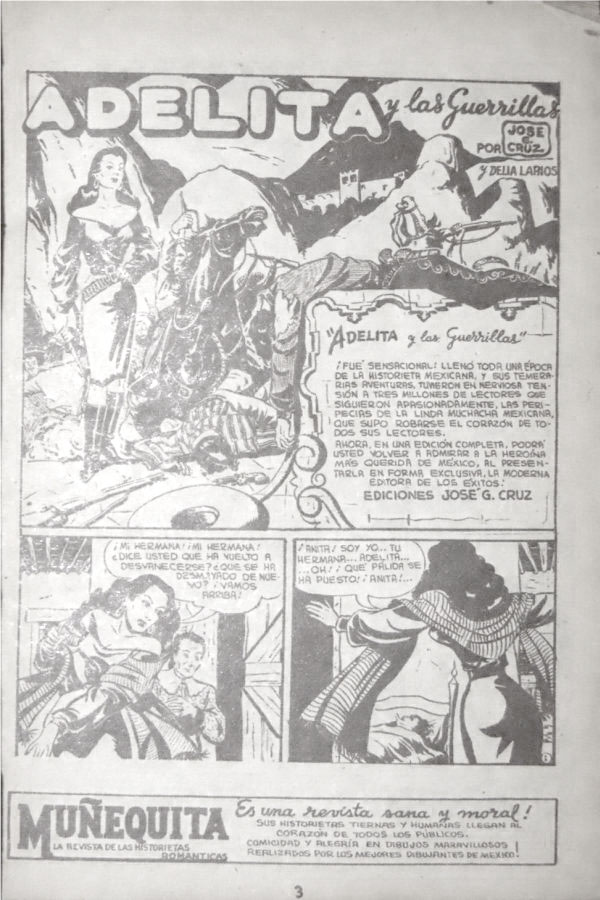 ADELITA y las Guerrillas
POR JOSE G. CRUZ
Y DELIA LARIOS
"ADELITA y las Guerrillas"
¡FUÉ SENSACIONAL! LLENÓ TODA UNA ÉPOCA
DE LA HISTORIETA MEXICANA, Y SUS TEMERA-
RIAS AVENTURAS, TUVIERON EN NERVIOSA TEN-
SIÓN A TRES MILLONES DE LECTORES QUE
SIGUIERON APASIONADAMENTE, LAS PERI-
PECIAS DE LA LINDA MUCHACHA MEXICANA,
QUE SUPO ROBARSE EL CORAZÓN DE TO-
DOS SUS LECTORES.
AHORA, EN UNA EDICIÓN COMPLETA, PODRÁ
USTED VOLVER A ADMIRAR A LA HEROÍNA
MÁS QUERIDA DE MÉXICO, AL PRESEN-
TARLA EN FORMA EXCLUSIVA, LA MODERNA
EDITORA DE LOS ÉXITOS!
EDICIONES JOSÉ G. CRUZ
¡MI HERMANA! ¡MI HERMANA!
¿DICE USTED QUE HA VUELTO A
DESVANECERSE? ¿QUE SE HA
DESMAYADO DE NUE-
VO? ¡VAMOS
ARRIBA!
¡ANITA! SOY YO... TU
HERMANA... ADELITA...
...OH! ¡QUÉ PÁLIDA SE
HA PUESTO! ¡ANITA!...
MUÑEQUITA
LA REVISTA DE LAS HISTORIETAS
ROMANTICAS
Es una revista sana y moral!
SUS HISTORIETAS TIERNAS Y HUMANAS LLEGAN AL
CORAZÓN DE TODOS LOS PÚBLICOS.
COMICIDAD Y ALEGRÍA EN DIBUJOS MARAVILLOSOS
REALIZADOS POR LOS MEJORES DIBUJANTES DE MÉXICO!
3